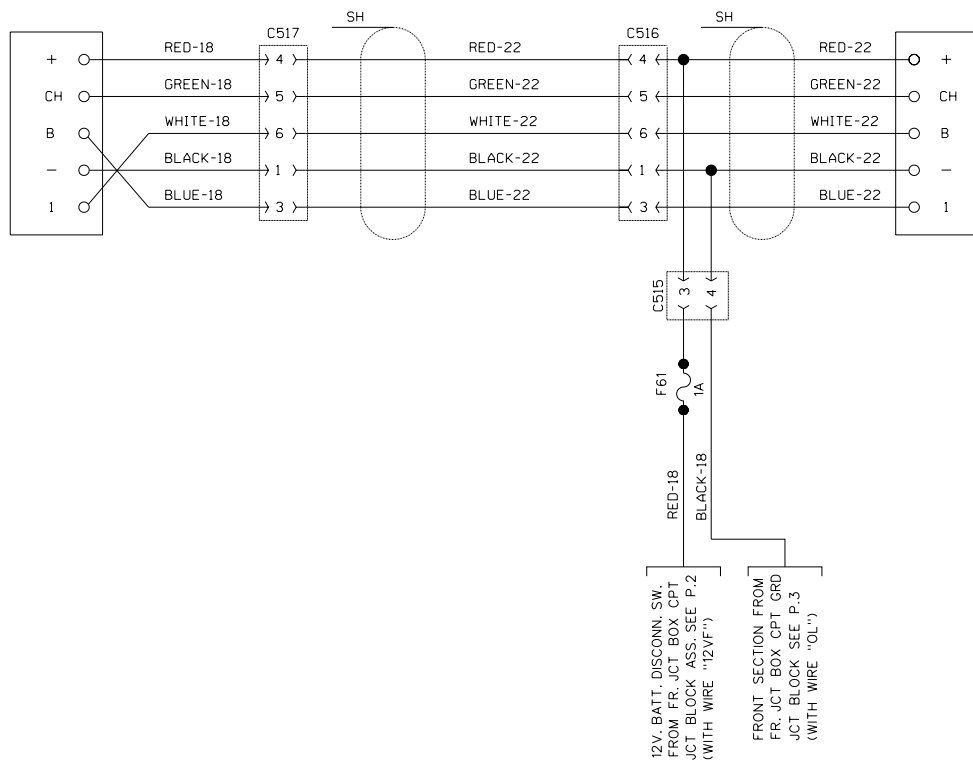 SH SH
C517 C516
+ RED-18 4 RED-22 4 RED-22 +
CH GREEN-18 5 GREEN-22 5 GREEN-22 CH
B WHITE-18 6 WHITE-22 6 WHITE-22 B
− BLACK-18 1 BLACK-22 1 BLACK-22 −
1 BLUE-18 3 BLUE-22 3 BLUE-22 1
C515 3 4
F61 1A
RED-18
BLACK-18
12V. BATT. DISCONN. SW.
FROM FR. JCT BOX CPT
JCT BLOCK ASS. SEE P.2
(WITH WIRE "12VF")
FRONT SECTION FROM
FR. JCT BOX CPT GRD
JCT BLOCK SEE P.3
(WITH WIRE "OL")